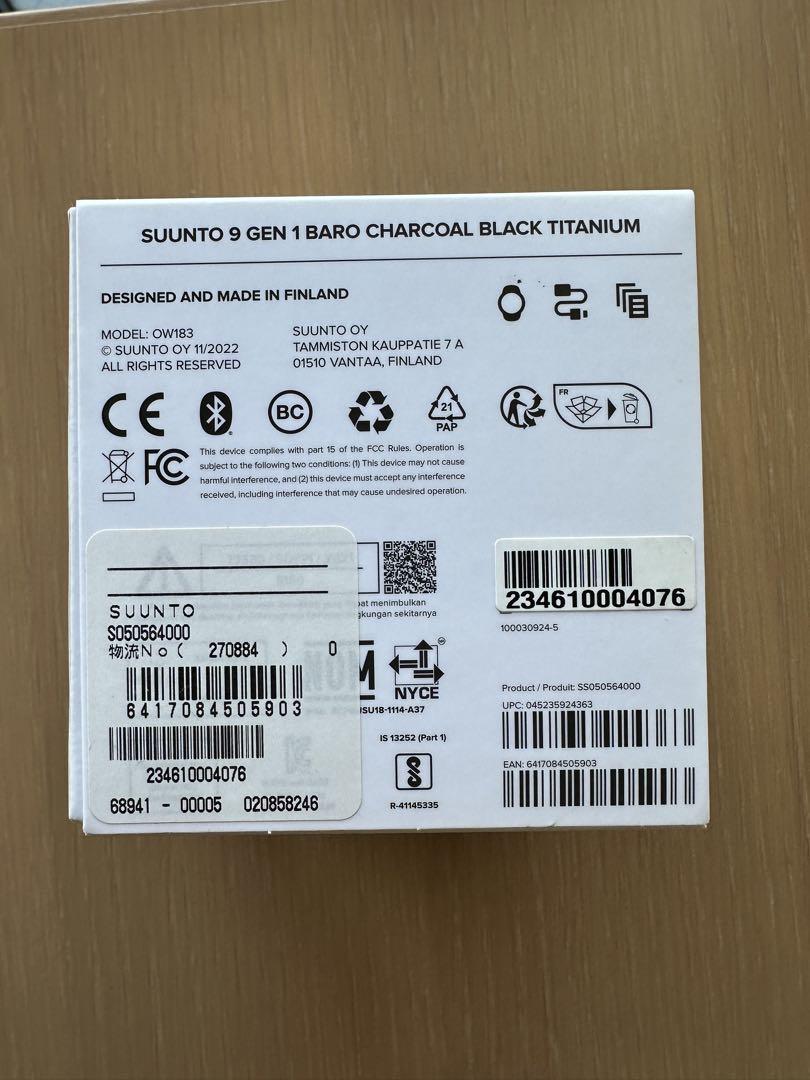 SUUNTO 9 GEN 1 BARO CHARCOAL BLACK TITANIUM
DESIGNED AND MADE IN FINLAND
MODEL: OW183
© SUUNTO OY 11/2022
ALL RIGHTS RESERVED
SUUNTO OY
TAMMISTON KAUPPATIE 7 A
01510 VANTAA, FINLAND
CE
BC
21
PAP
FR
FC
This device complies with part 15 of the FCC Rules. Operation is
subject to the following two conditions: (1) This device may not cause
harmful interference, and (2) this device must accept any interference
received, including interference that may cause undesired operation.
SUUNTO
S050564000
物流No( 270884 ) 0
6417084505903
234610004076
68941 - 00005 020858246
pat menimbulkan
gkungan sekitarnya
NYCE
ISU18-1114-A37
IS 13252 (Part 1)
R-41145335
234610004076
100030924-5
Product / Produit: SS050564000
UPC: 045235924363
EAN: 6417084505903